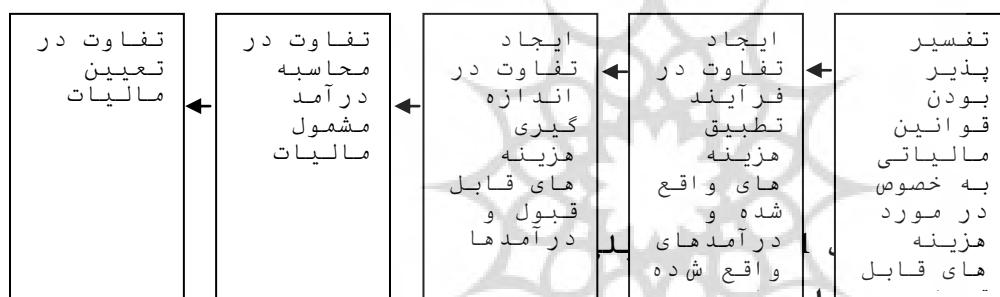 تفسیر
پذیر
بودن
قوانین
مالیاتی
به خصوص
در مورد
هزینه
های قابل
ایجاد
تفاوت در
فرآیند
تطبیق
هزینه
های واقع
شده و
درآمدهای
واقع شده
ایجاد
تفاوت در
اندازه
گیری
هزینه
های قابل
قبول و
درآمدها
تفاوت در
محاسبه
درآمد
مشمول
مالیات
تفاوت در
تعیین
مالیات